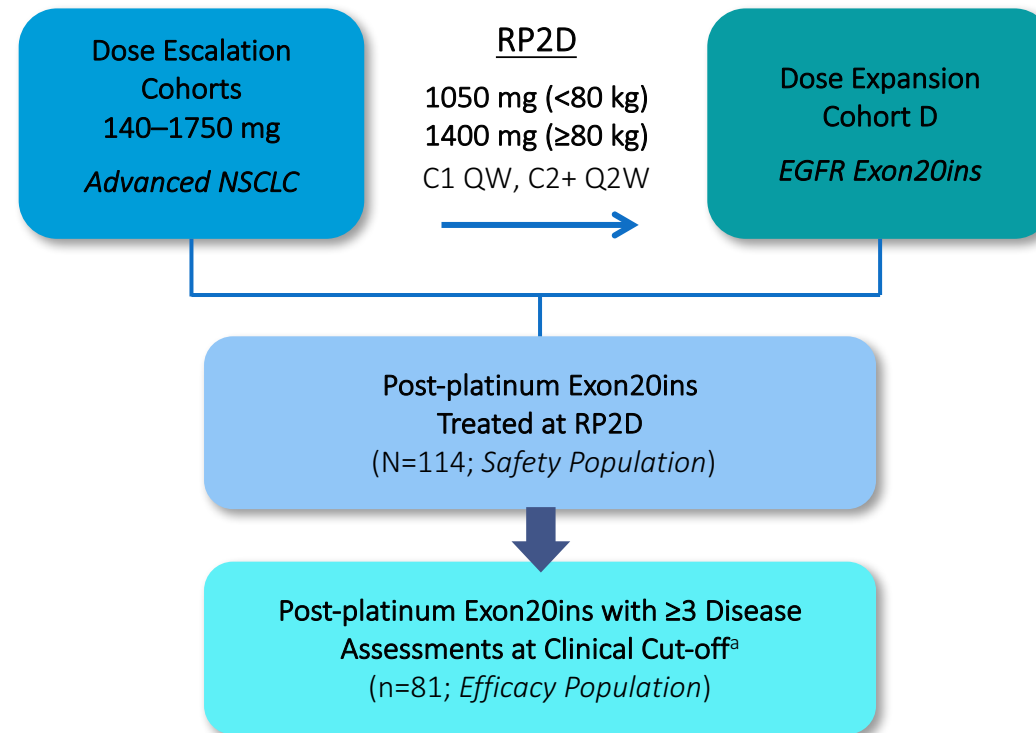 Dose Escalation
Cohorts
140–1750 mg
Advanced NSCLC
RP2D
1050 mg (<80 kg)
1400 mg (≥80 kg)
C1 QW, C2+ Q2W
Dose Expansion
Cohort D
EGFR Exon20ins
Post-platinum Exon20ins
Treated at RP2D
(N=114; Safety Population)
Post-platinum Exon20ins with ≥3 Disease
Assessments at Clinical Cut-offᵃ
(n=81; Efficacy Population)